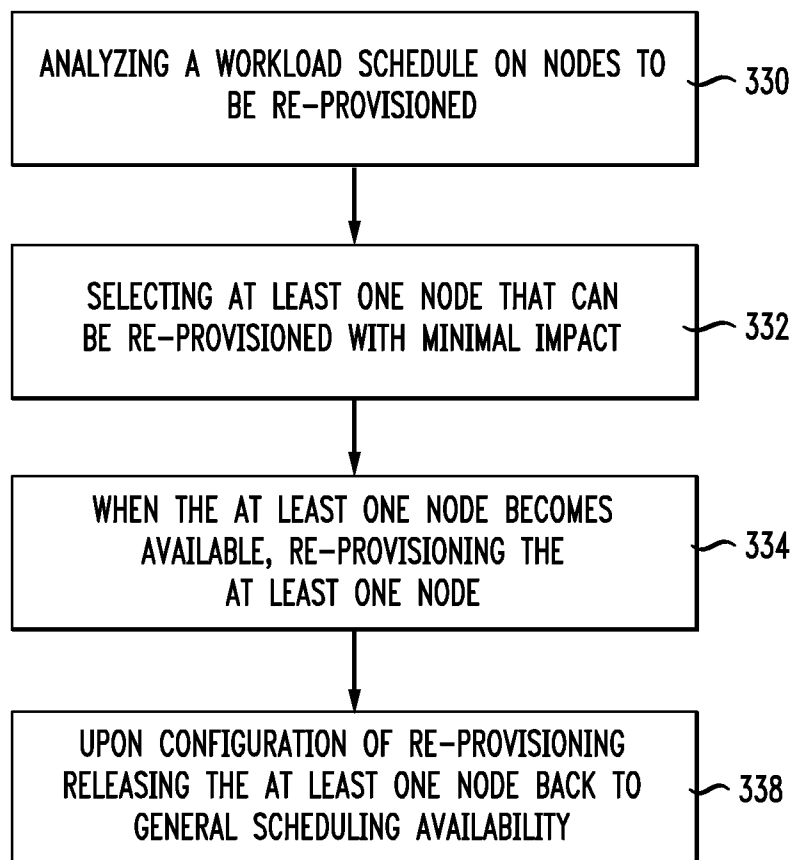 ANALYZING A WORKLOAD SCHEDULE ON NODES TO
BE RE-PROVISIONED
330
SELECTING AT LEAST ONE NODE THAT CAN
BE RE-PROVISIONED WITH MINIMAL IMPACT
332
WHEN THE AT LEAST ONE NODE BECOMES
AVAILABLE, RE-PROVISIONING THE
AT LEAST ONE NODE
334
UPON CONFIGURATION OF RE-PROVISIONING
RELEASING THE AT LEAST ONE NODE BACK TO
GENERAL SCHEDULING AVAILABILITY
338